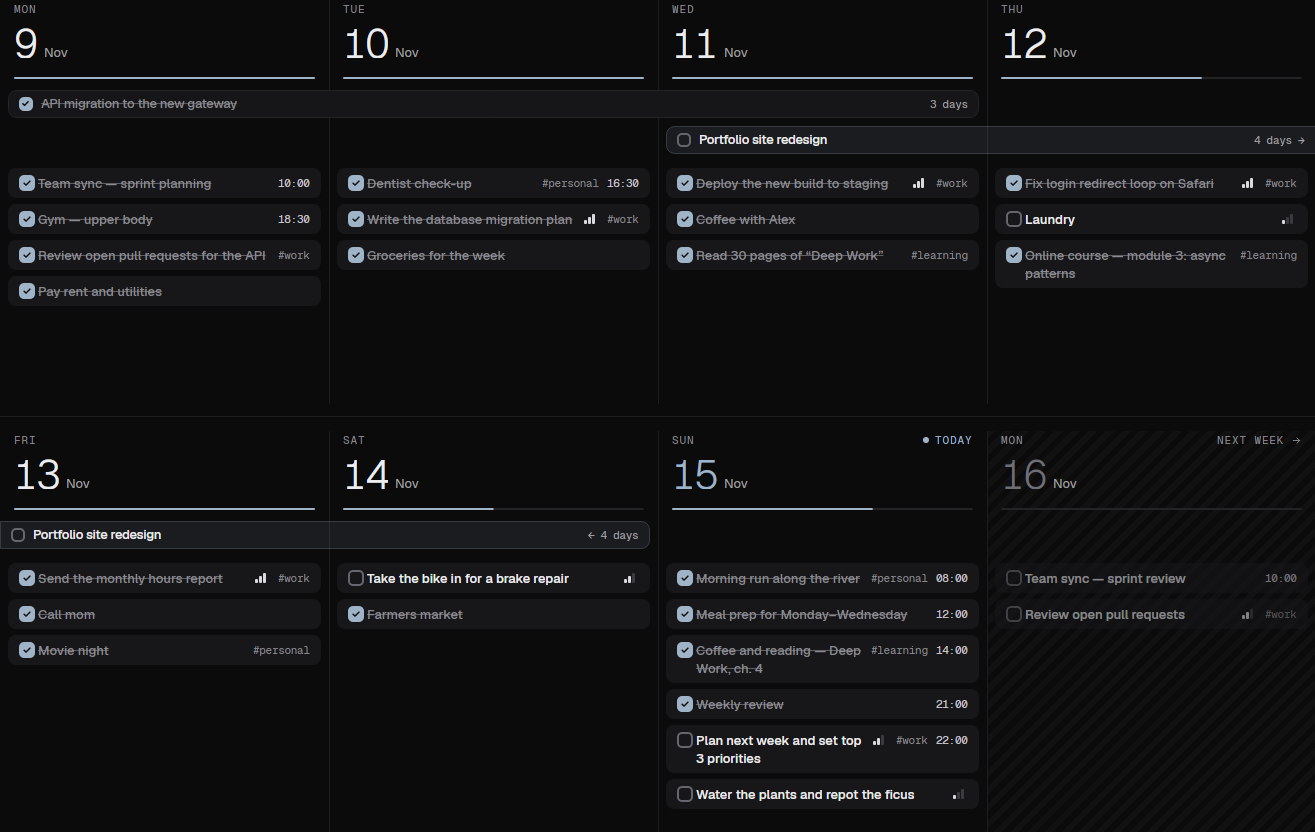 MON
9 Nov
TUE
10 Nov
WED
11 Nov
THU
12 Nov
API migration to the new gateway 3 days
Portfolio site redesign 4 days →
Team sync — sprint planning 10:00
Gym — upper body 18:30
Review open pull requests for the API #work
Pay rent and utilities
Dentist check-up #personal 16:30
Write the database migration plan #work
Groceries for the week
Deploy the new build to staging #work
Coffee with Alex
Read 30 pages of “Deep Work” #learning
Fix login redirect loop on Safari #work
Laundry
Online course — module 3: async #learning
patterns
FRI
13 Nov
SAT
14 Nov
SUN TODAY
15 Nov
MON NEXT WEEK →
16 Nov
Portfolio site redesign ← 4 days
Send the monthly hours report #work
Call mom
Movie night #personal
Take the bike in for a brake repair
Farmers market
Morning run along the river #personal 08:00
Meal prep for Monday–Wednesday 12:00
Coffee and reading — Deep #learning 14:00
Work, ch. 4
Weekly review 21:00
Plan next week and set top #work 22:00
3 priorities
Water the plants and repot the ficus
Team sync — sprint review 10:00
Review open pull requests #work